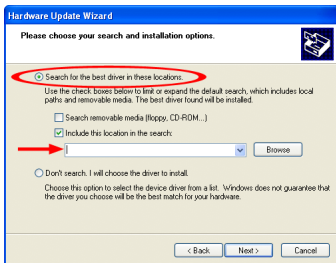 Hardware Update Wizard
Please choose your search and installation options.
Search for the best driver in these locations.
Use the check boxes below to limit or expand the default search, which includes local
paths and removable media. The best driver found will be installed.
Search removable media (floppy, CD-ROM...)
Include this location in the search:
Browse
Don't search. I will choose the driver to install.
Choose this option to select the device driver from a list. Windows does not guarantee that
the driver you choose will be the best match for your hardware.
< Back
Next >
Cancel